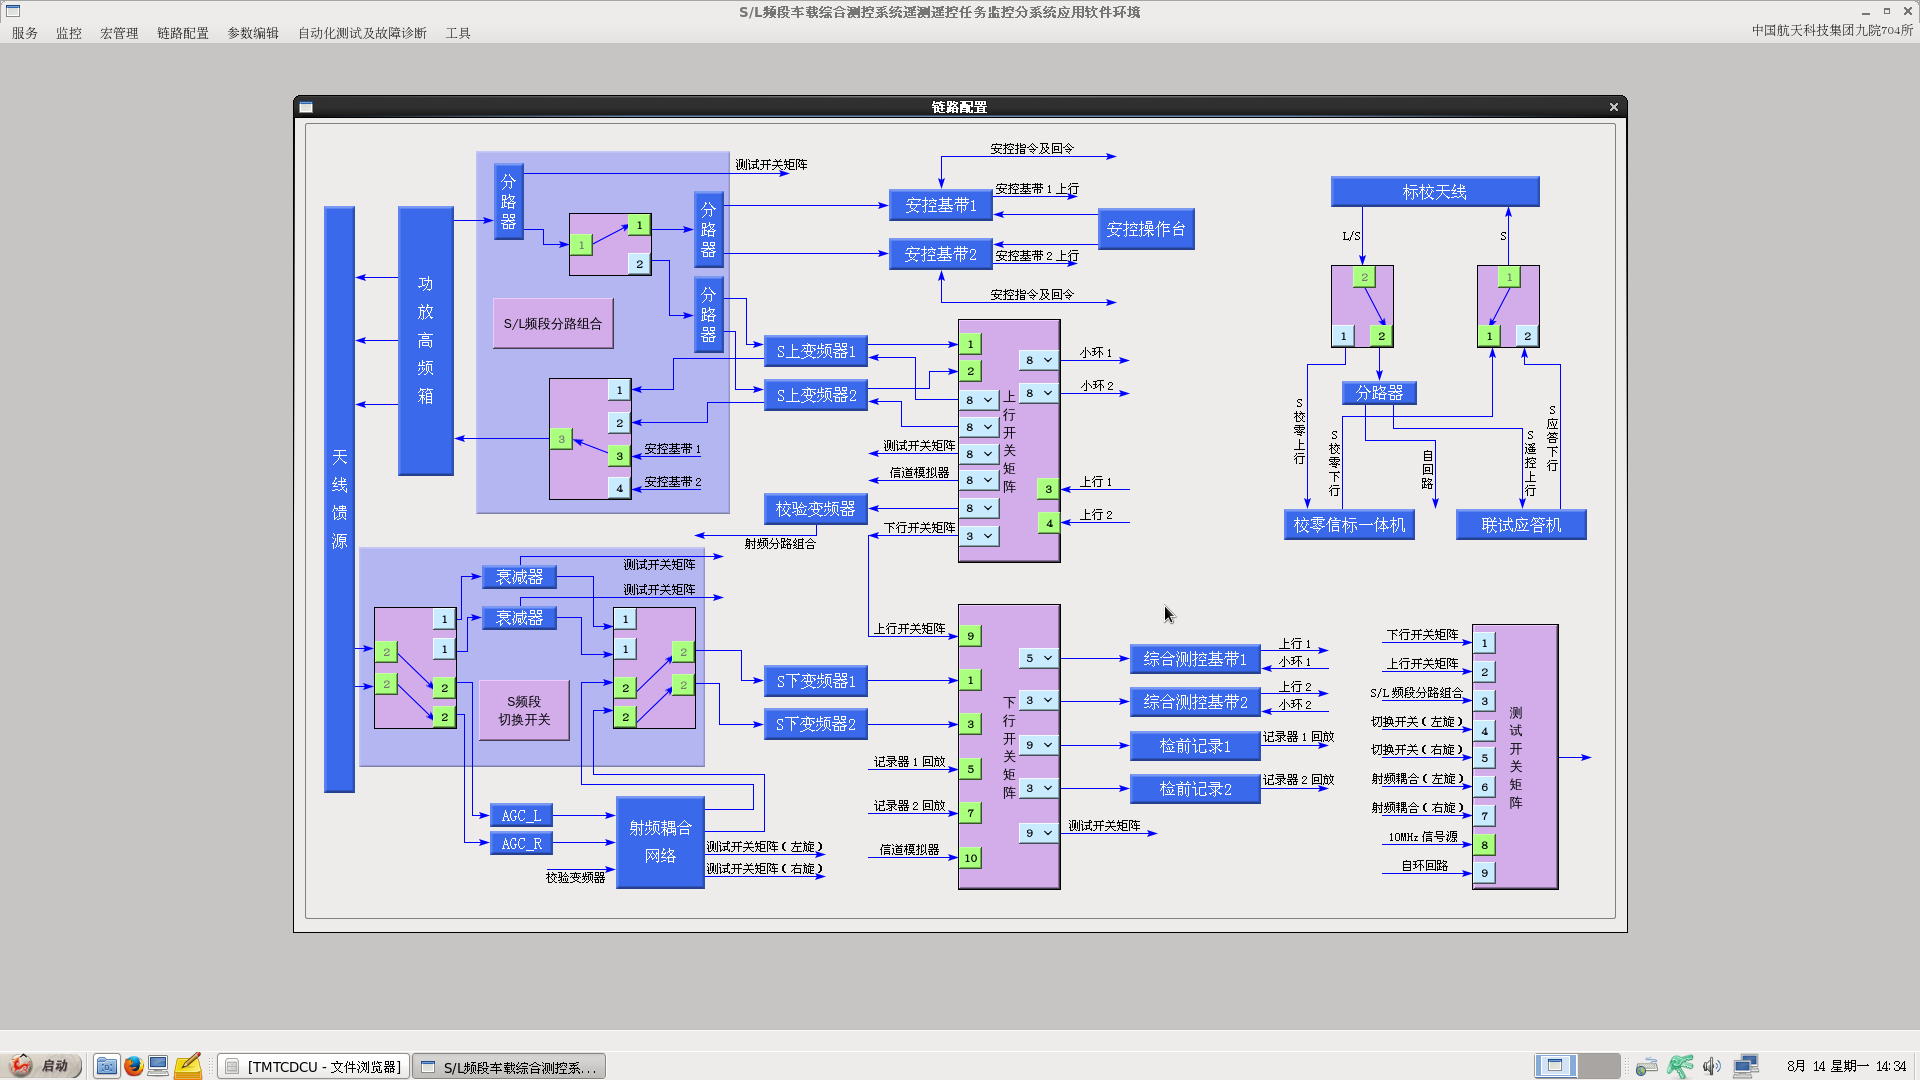 S/L频段车载综合测控系统遥测遥控任务监控分系统应用软件环境
服务 监控 宏管理 链路配置 参数编辑 自动化测试及故障诊断 工具
中国航天科技集团九院704所
链路配置
天线馈源
功放高频箱
分路器
测试开关矩阵
1
1
2
分路器
分路器
S/L频段分路组合
1
2
3
3
4
安控基带 1
安控基带 2
安控指令及回令
安控基带1
安控基带 1 上行
安控操作台
安控基带2
安控基带 2 上行
安控指令及回令
S上变频器1
S上变频器2
校验变频器
射频分路组合
测试开关矩阵
信道模拟器
下行开关矩阵
1
2
8
8
8
8
8
3
上行开关矩阵
8
8
3
4
小环 1
小环 2
上行 1
上行 2
标校天线
L/S
S
2
1
2
1
1
2
分路器
S校零上行
S校零下行
自回路
S遥控上行
S应答下行
校零信标一体机
联试应答机
衰减器
衰减器
测试开关矩阵
测试开关矩阵
1
1
2
2
2
2
S频段
切换开关
1
1
2
2
2
2
S下变频器1
S下变频器2
AGC_L
AGC_R
射频耦合
网络
校验变频器
测试开关矩阵 ( 左旋 )
测试开关矩阵 ( 右旋 )
上行开关矩阵
记录器 1 回放
记录器 2 回放
信道模拟器
9
1
3
5
7
10
下行开关矩阵
5
3
9
3
9
测试开关矩阵
综合测控基带1
综合测控基带2
检前记录1
检前记录2
上行 1
小环 1
上行 2
小环 2
记录器 1 回放
记录器 2 回放
下行开关矩阵
上行开关矩阵
S/L 频段分路组合
切换开关 ( 左旋 )
切换开关 ( 右旋 )
射频耦合 ( 左旋 )
射频耦合 ( 右旋 )
10MHz 信号源
自环回路
1
2
3
4
5
6
7
8
9
测试开关矩阵
启动
[TMTCDCU - 文件浏览器]
S/L频段车载综合测控系...
8月 14 星期一 14:34